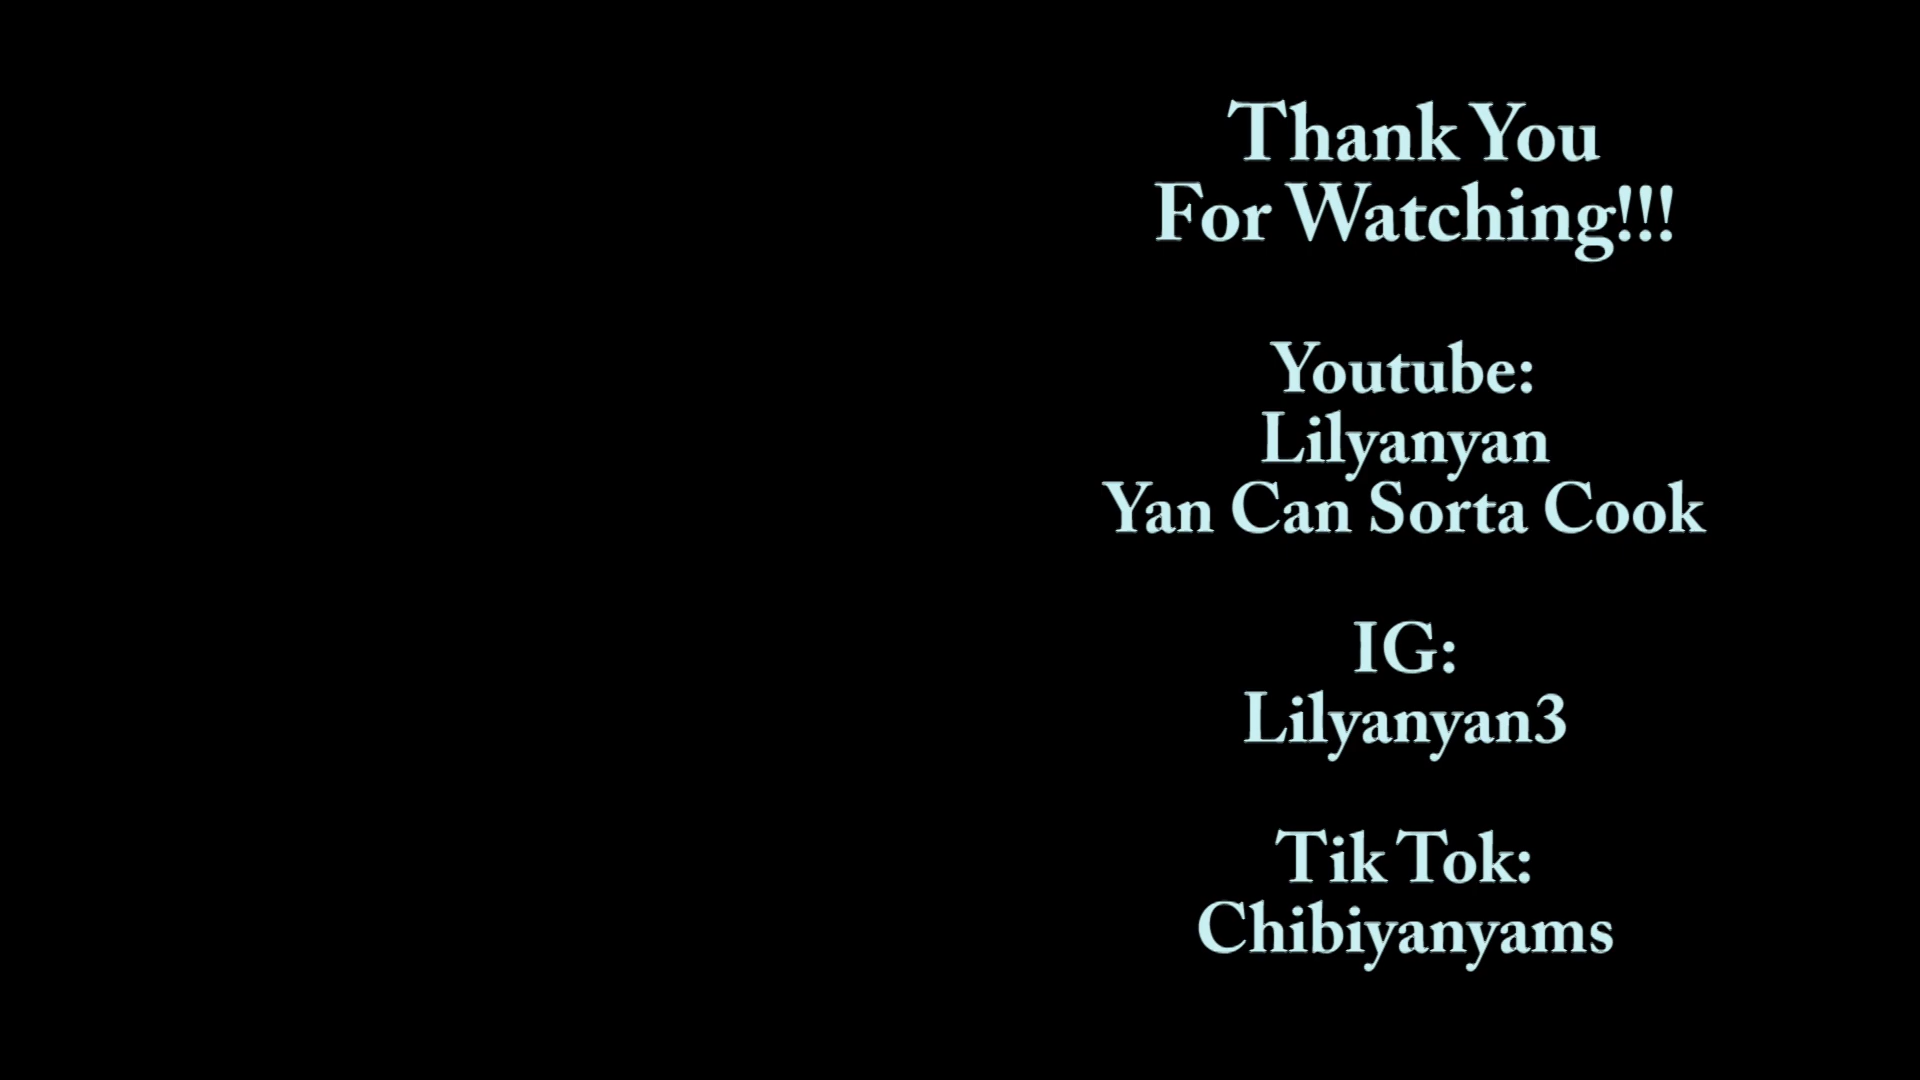 Thank You
For Watching!!!
Youtube:
Lilyanyan
Yan Can Sorta Cook
IG:
Lilyanyan3
Tik Tok:
Chibiyanyams